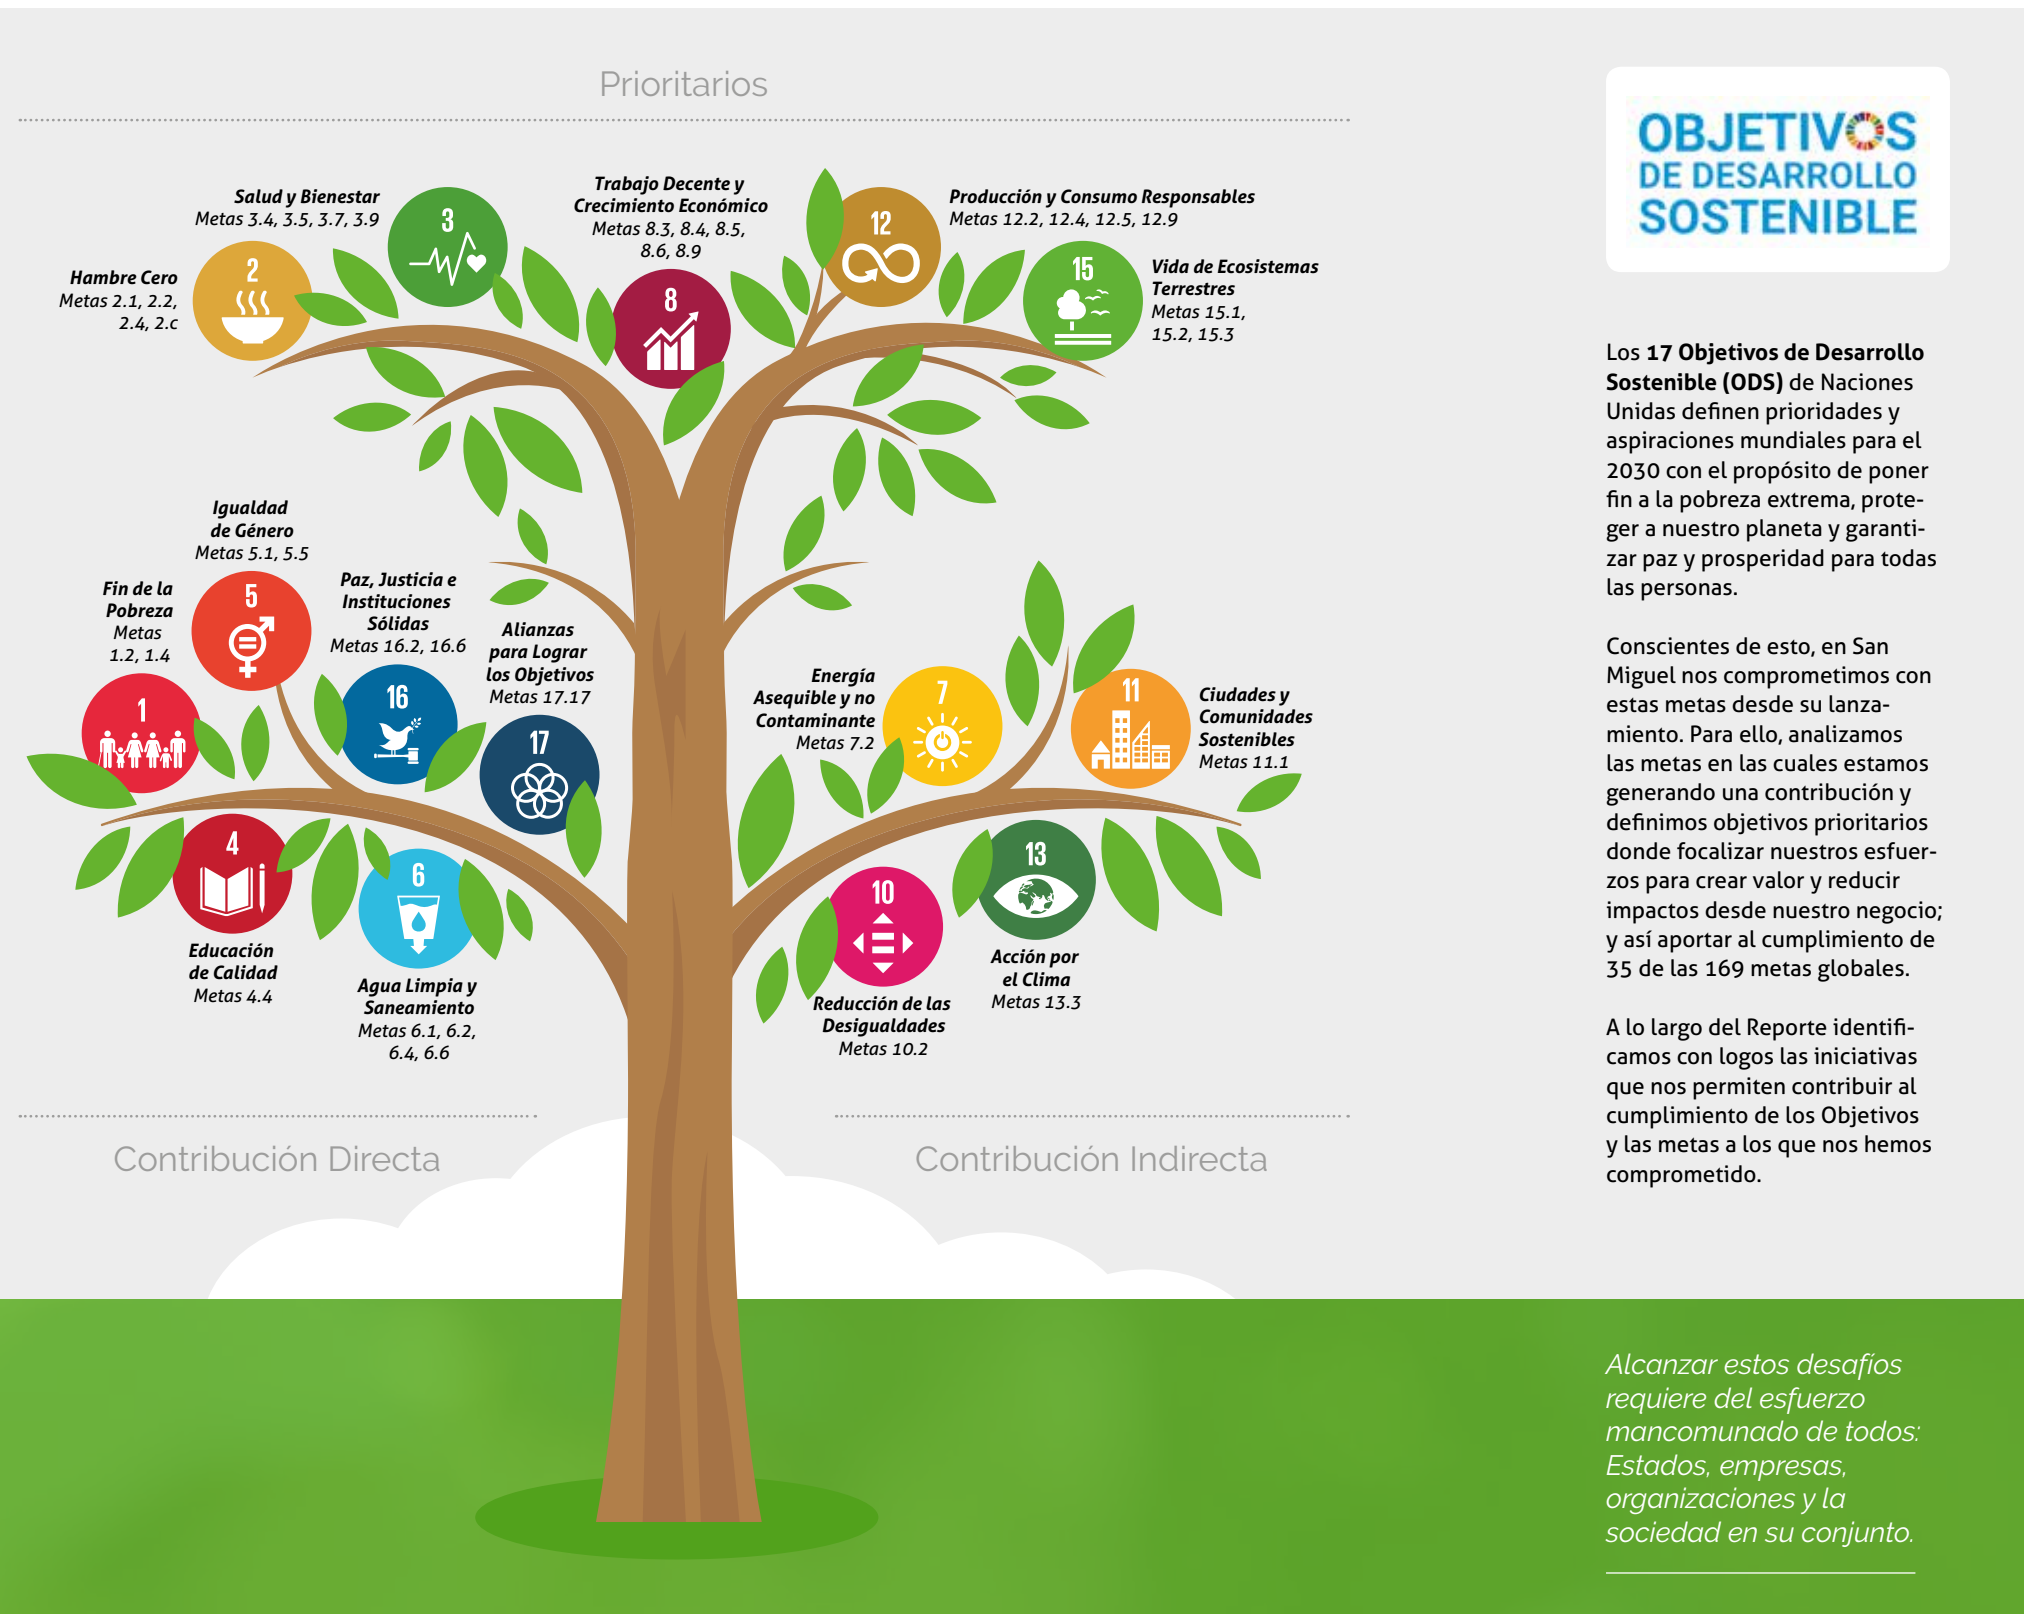 Prioritarios
Salud y Bienestar
Metas 3.4, 3.5, 3.7, 3.9
3
Hambre Cero
Metas 2.1, 2.2,
2.4, 2.c
2
Trabajo Decente y
Crecimiento Económico
Metas 8.3, 8.4, 8.5,
8.6, 8.9
8
12
Producción y Consumo Responsables
Metas 12.2, 12.4, 12.5, 12.9
15
Vida de Ecosistemas
Terrestres
Metas 15.1,
15.2, 15.3
Igualdad
de Género
Metas 5.1, 5.5
5
Fin de la
Pobreza
Metas
1.2, 1.4
1
Paz, Justicia e
Instituciones
Sólidas
Metas 16.2, 16.6
16
Alianzas
para Lograr
los Objetivos
Metas 17.17
17
4
Educación
de Calidad
Metas 4.4
6
Agua Limpia y
Saneamiento
Metas 6.1, 6.2,
6.4, 6.6
Energía
Asequible y no
Contaminante
Metas 7.2
7
11
Ciudades y
Comunidades
Sostenibles
Metas 11.1
10
Reducción de las
Desigualdades
Metas 10.2
13
Acción por
el Clima
Metas 13.3
Contribución Directa
Contribución Indirecta
OBJETIVOS
DE DESARROLLO
SOSTENIBLE
Los 17 Objetivos de Desarrollo
Sostenible (ODS) de Naciones
Unidas definen prioridades y
aspiraciones mundiales para el
2030 con el propósito de poner
fin a la pobreza extrema, prote-
ger a nuestro planeta y garanti-
zar paz y prosperidad para todas
las personas.
Conscientes de esto, en San
Miguel nos comprometimos con
estas metas desde su lanza-
miento. Para ello, analizamos
las metas en las cuales estamos
generando una contribución y
definimos objetivos prioritarios
donde focalizar nuestros esfuer-
zos para crear valor y reducir
impactos desde nuestro negocio;
y así aportar al cumplimiento de
35 de las 169 metas globales.
A lo largo del Reporte identifi-
camos con logos las iniciativas
que nos permiten contribuir al
cumplimiento de los Objetivos
y las metas a los que nos hemos
comprometido.
Alcanzar estos desafíos
requiere del esfuerzo
mancomunado de todos:
Estados, empresas,
organizaciones y la
sociedad en su conjunto.